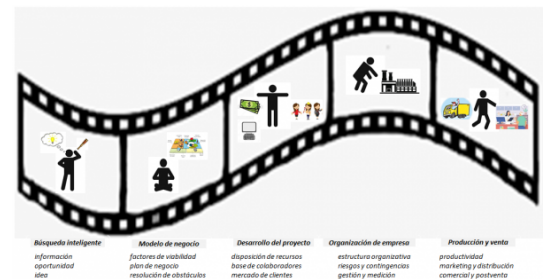 Búsqueda inteligente
información
oportunidad
idea
Modelo de negocio
factores de viabilidad
plan de negocio
resolución de obstáculos
Desarrollo del proyecto
disposición de recursos
base de colaboradores
mercado de clientes
Organización de empresa
estructura organizativa
riesgos y contingencias
gestión y medición
Producción y venta
productividad
marketing y distribución
comercial y postventa